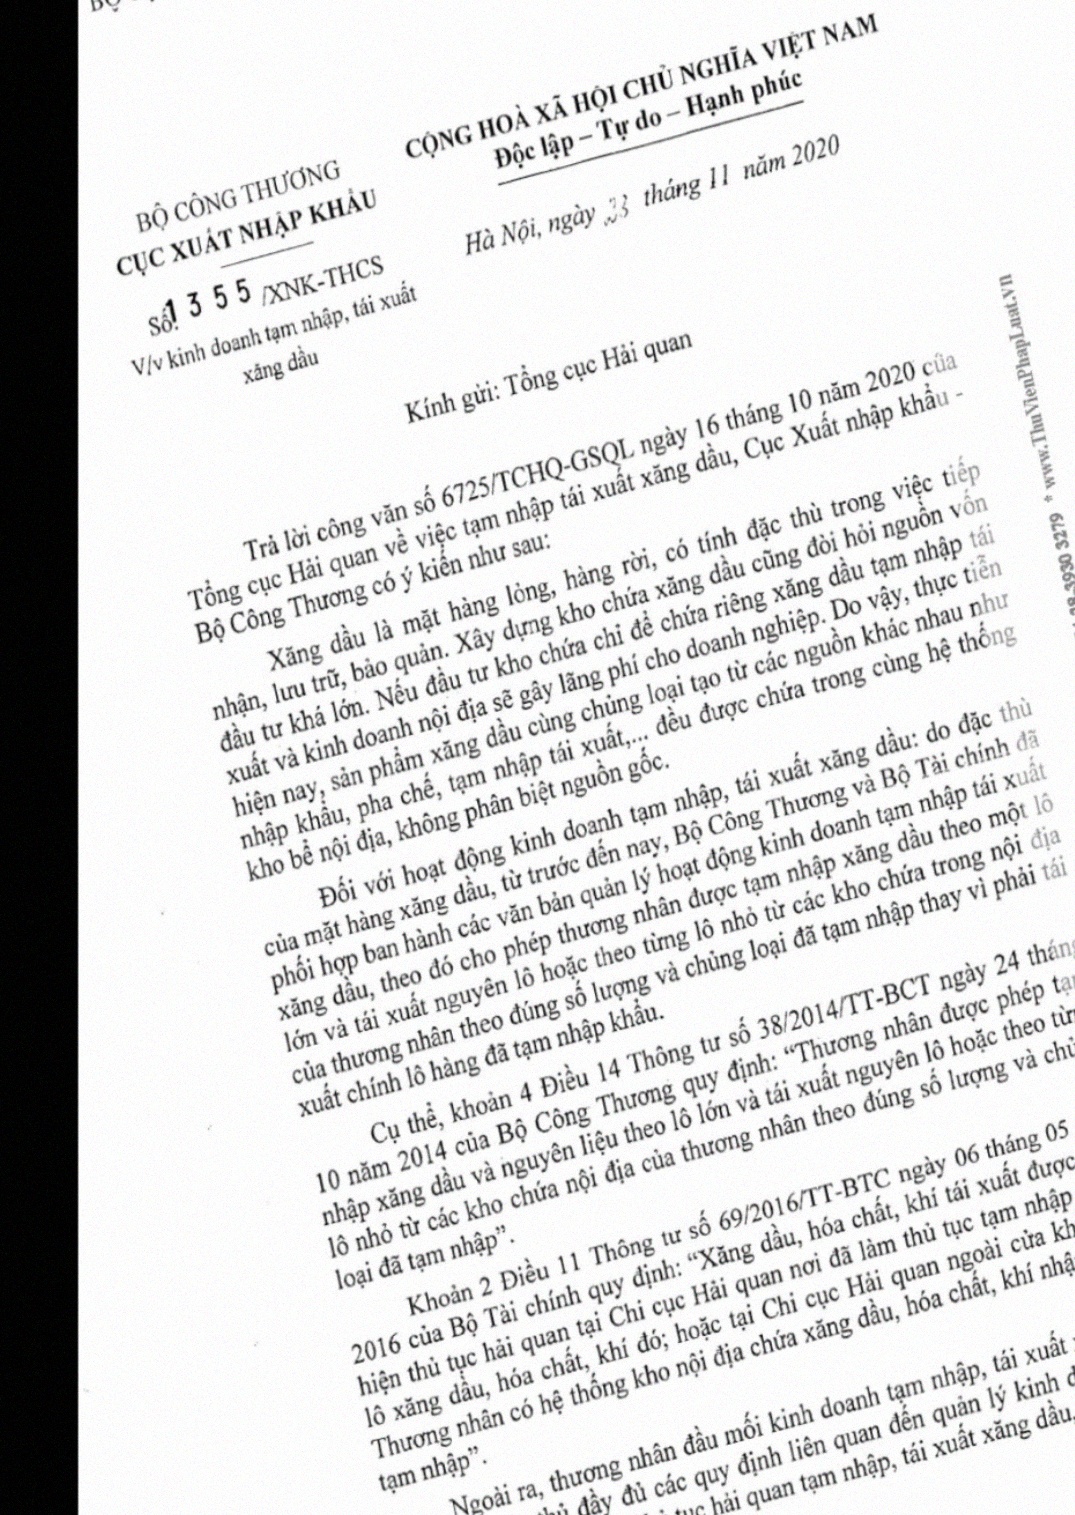 BỘ CÔNG THƯƠNG
CỤC XUẤT NHẬP KHẨU
CỘNG HOÀ XÃ HỘI CHỦ NGHĨA VIỆT NAM
Độc lập – Tự do – Hạnh phúc
Số: 1355 /XNK-THCS
V/v kinh doanh tạm nhập, tái xuất
xăng dầu
Hà Nội, ngày 23 tháng 11 năm 2020
Kính gửi: Tổng cục Hải quan
Trả lời công văn số 6725/TCHQ-GSQL ngày 16 tháng 10 năm 2020 của
Tổng cục Hải quan về việc tạm nhập tái xuất xăng dầu, Cục Xuất nhập khẩu -
Bộ Công Thương có ý kiến như sau:
Xăng dầu là mặt hàng lỏng, hàng rời, có tính đặc thù trong việc tiếp
nhận, lưu trữ, bảo quản. Xây dựng kho chứa xăng dầu cũng đòi hỏi nguồn vốn
đầu tư khá lớn. Nếu đầu tư kho chứa chỉ để chứa riêng xăng dầu tạm nhập tái
xuất và kinh doanh nội địa sẽ gây lãng phí cho doanh nghiệp. Do vậy, thực tiễn
hiện nay, sản phẩm xăng dầu cùng chủng loại tạo từ các nguồn khác nhau như
nhập khẩu, pha chế, tạm nhập tái xuất,... đều được chứa trong cùng hệ thống
kho bể nội địa, không phân biệt nguồn gốc.
Đối với hoạt động kinh doanh tạm nhập, tái xuất xăng dầu: do đặc thù
của mặt hàng xăng dầu, từ trước đến nay, Bộ Công Thương và Bộ Tài chính đã
phối hợp ban hành các văn bản quản lý hoạt động kinh doanh tạm nhập tái xuất
xăng dầu, theo đó cho phép thương nhân được tạm nhập xăng dầu theo một lô
lớn và tái xuất nguyên lô hoặc theo từng lô nhỏ từ các kho chứa trong nội địa
của thương nhân theo đúng số lượng và chủng loại đã tạm nhập thay vì phải tái
xuất chính lô hàng đã tạm nhập khẩu.
Cụ thể, khoản 4 Điều 14 Thông tư số 38/2014/TT-BCT ngày 24 tháng
10 năm 2014 của Bộ Công Thương quy định: “Thương nhân được phép tạ
nhập xăng dầu và nguyên liệu theo lô lớn và tái xuất nguyên lô hoặc theo từn
lô nhỏ từ các kho chứa nội địa của thương nhân theo đúng số lượng và chủ
loại đã tạm nhập”.
Khoản 2 Điều 11 Thông tư số 69/2016/TT-BTC ngày 06 tháng 05
2016 của Bộ Tài chính quy định: “Xăng dầu, hóa chất, khí tái xuất được
hiện thủ tục hải quan tại Chi cục Hải quan nơi đã làm thủ tục tạm nhập
lô xăng dầu, hóa chất, khí đó; hoặc tại Chi cục Hải quan ngoài cửa kh
Thương nhân có hệ thống kho nội địa chứa xăng dầu, hóa chất, khí nhậ
tạm nhập”.
Ngoài ra, thương nhân đầu mối kinh doanh tạm nhập, tái xuất
đầy đủ các quy định liên quan đến quản lý kinh d
tục hải quan tạm nhập, tái xuất xăng dầu,
3930 3279 * www.ThuVienPhapLuat.vn